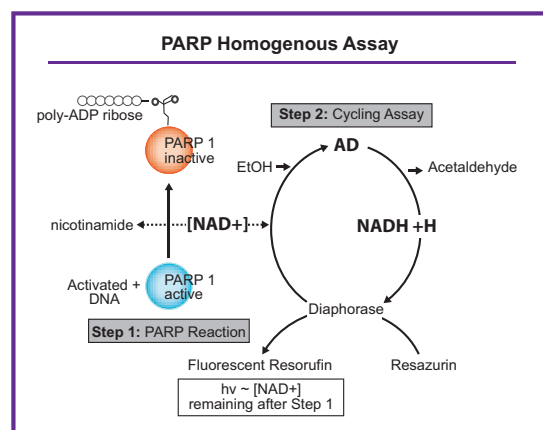 PARP Homogenous Assay
poly-ADP ribose
PARP 1
inactive
Step 2: Cycling Assay
AD
EtOH
Acetaldehyde
nicotinamide
[NAD+]
NADH +H
Activated +
DNA
PARP 1
active
Diaphorase
Step 1: PARP Reaction
Fluorescent Resorufin
Resazurin
hv ~ [NAD+]
remaining after Step 1